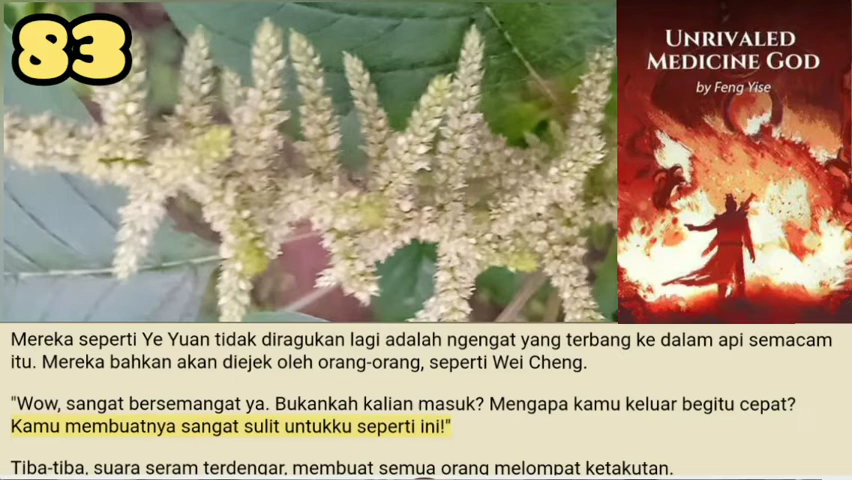 83
UNRIVALED
MEDICINE GOD
by Feng Yise
Mereka seperti Ye Yuan tidak diragukan lagi adalah ngengat yang terbang ke dalam api semacam
itu. Mereka bahkan akan diejek oleh orang-orang, seperti Wei Cheng.
"Wow, sangat bersemangat ya. Bukankah kalian masuk? Mengapa kamu keluar begitu cepat?
Kamu membuatnya sangat sulit untukku seperti ini!"
Tiba-tiba, suara seram terdengar, membuat semua orang melompat ketakutan.